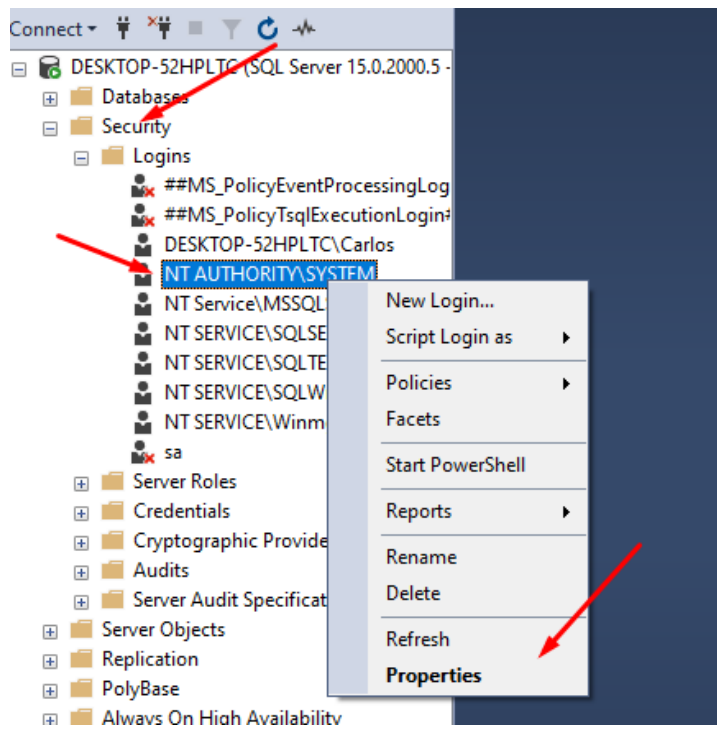 Connect
DESKTOP-52HPLTC (SQL Server 15.0.2000.5 -
Databases
Security
Logins
##MS_PolicyEventProcessingLog
##MS_PolicyTsqlExecutionLogin#
DESKTOP-52HPLTC\Carlos
NT AUTHORITY\SYSTEM
NT Service\MSSQL
NT SERVICE\SQLSE
NT SERVICE\SQLTE
NT SERVICE\SQLW
NT SERVICE\Winm
sa
Server Roles
Credentials
Cryptographic Provide
Audits
Server Audit Specificat
Server Objects
Replication
PolyBase
Always On High Availability
New Login...
Script Login as
Policies
Facets
Start PowerShell
Reports
Rename
Delete
Refresh
Properties